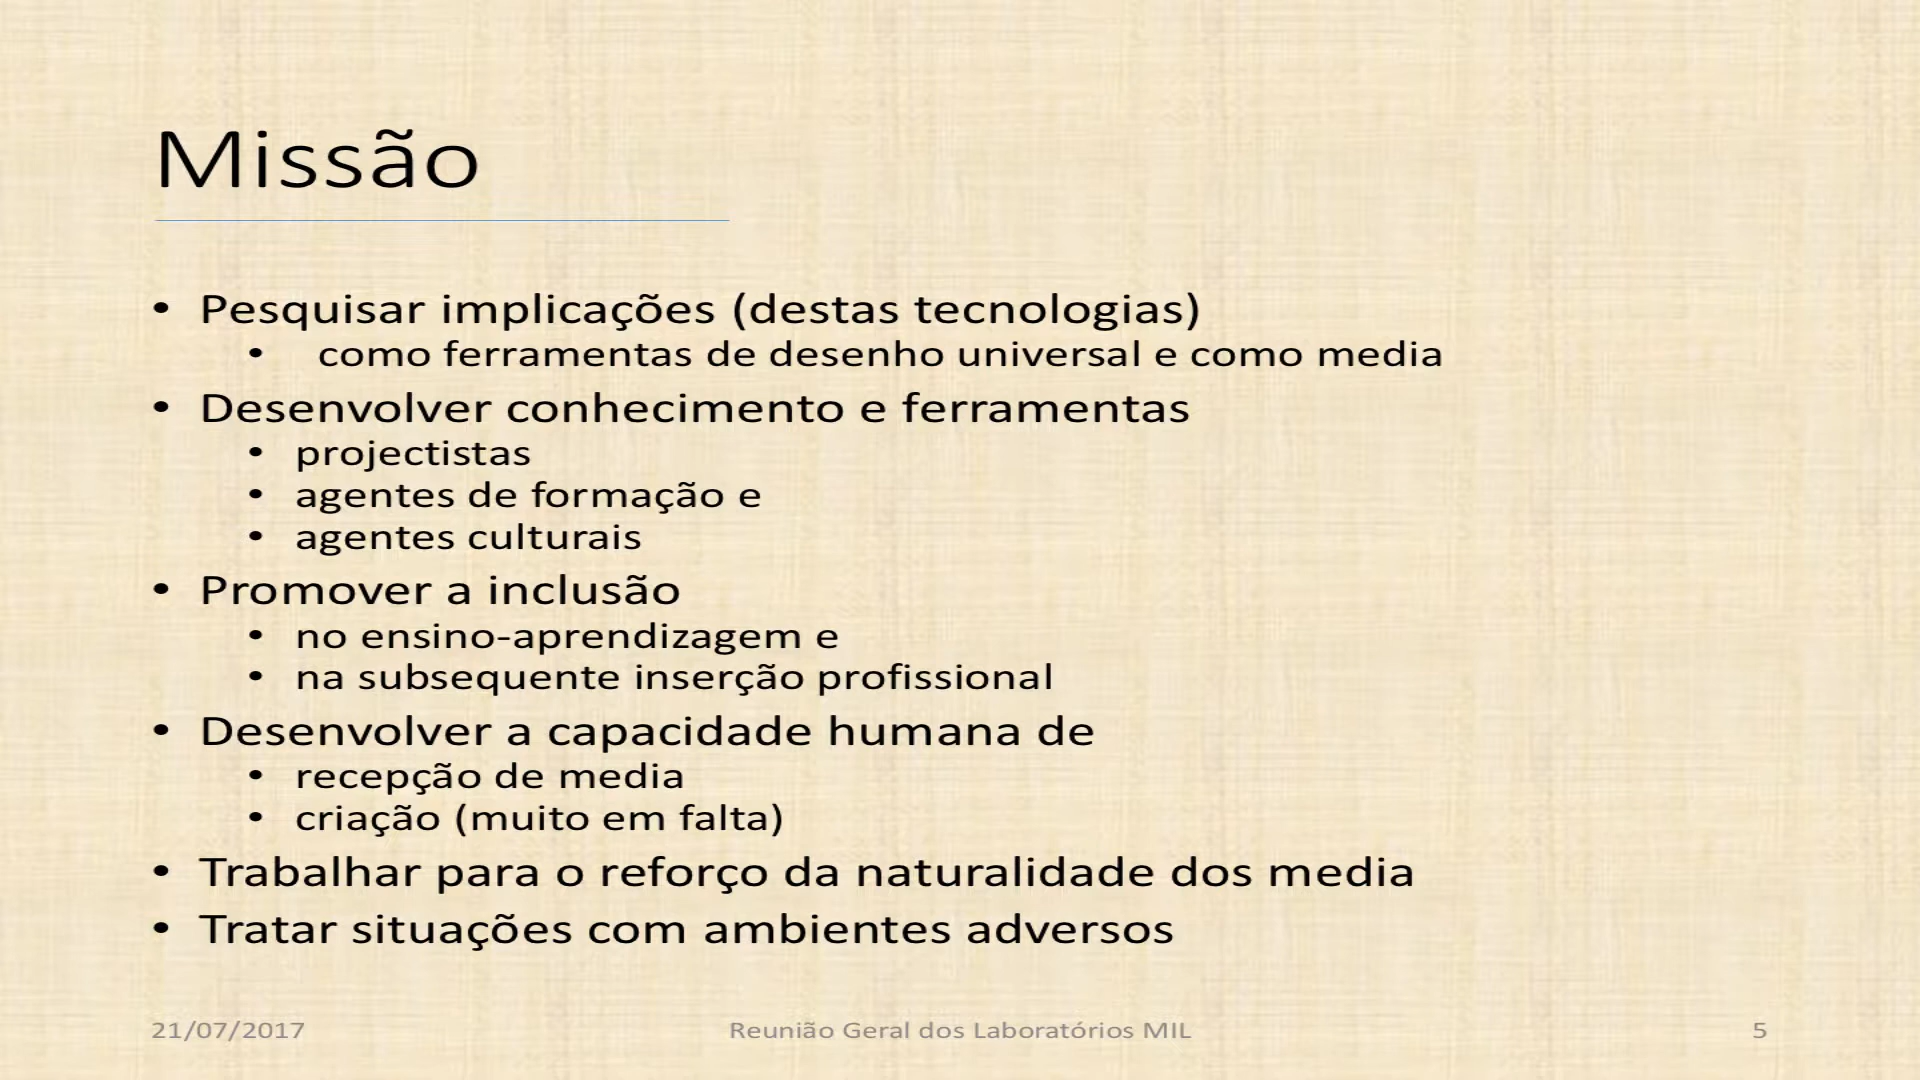 Missão
• Pesquisar implicações (destas tecnologias)
• como ferramentas de desenho universal e como media
• Desenvolver conhecimento e ferramentas
• projectistas
• agentes de formação e
• agentes culturais
• Promover a inclusão
• no ensino-aprendizagem e
• na subsequente inserção profissional
• Desenvolver a capacidade humana de
• recepção de media
• criação (muito em falta)
• Trabalhar para o reforço da naturalidade dos media
• Tratar situações com ambientes adversos
21/07/2017 Reunião Geral dos Laboratórios MIL 5